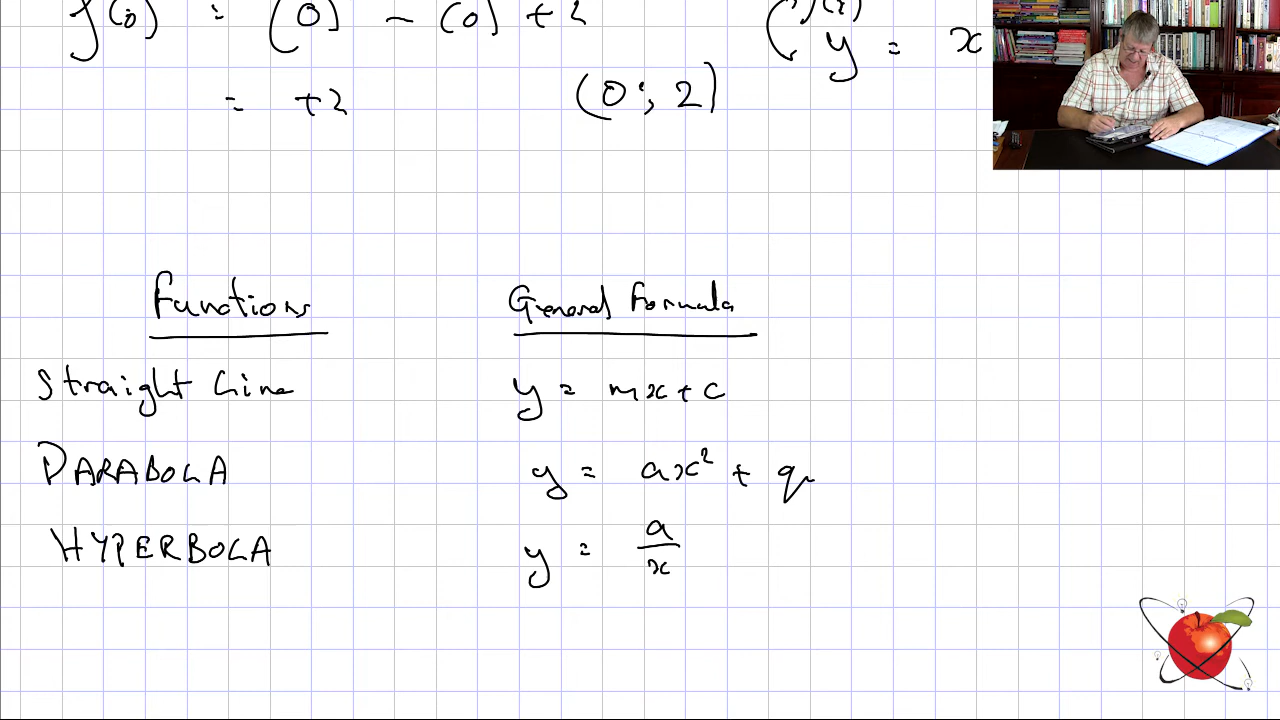 f(0) = (0) - (0) + 2
y = x
= +2 (0; 2)
Functions General Formula
Straight Line y = mx + c
PARABOLA y = ax² + q
HYPERBOLA y = a/x